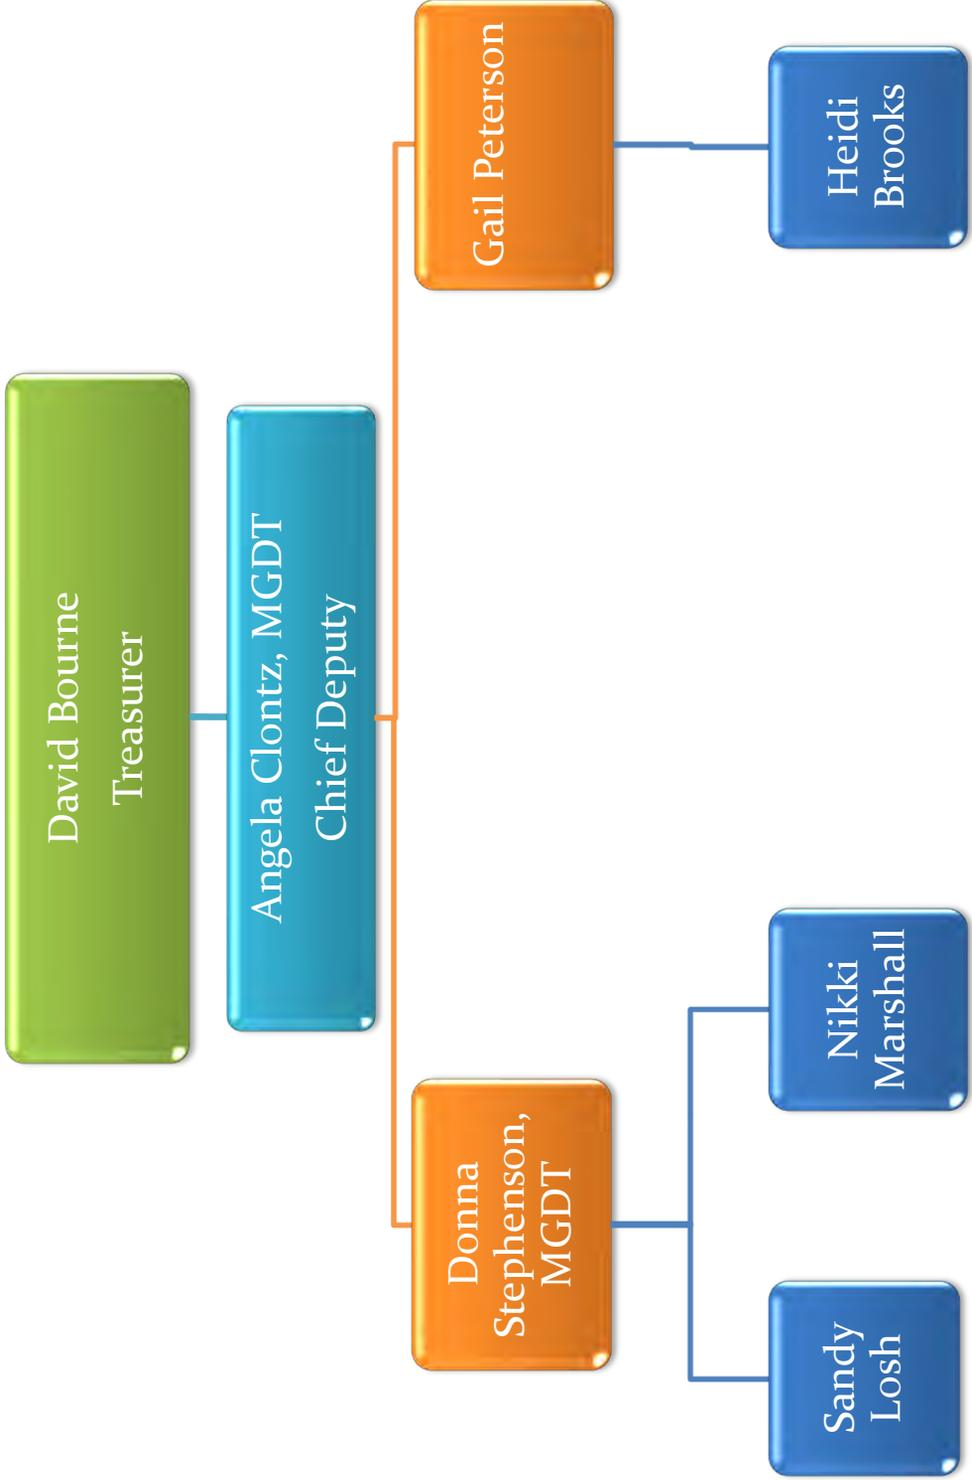 David Bourne
Treasurer
Angela Clontz, MGDT
Chief Deputy
Donna
Stephenson,
MGDT
Gail Peterson
Sandy
Losh
Nikki
Marshall
Heidi
Brooks